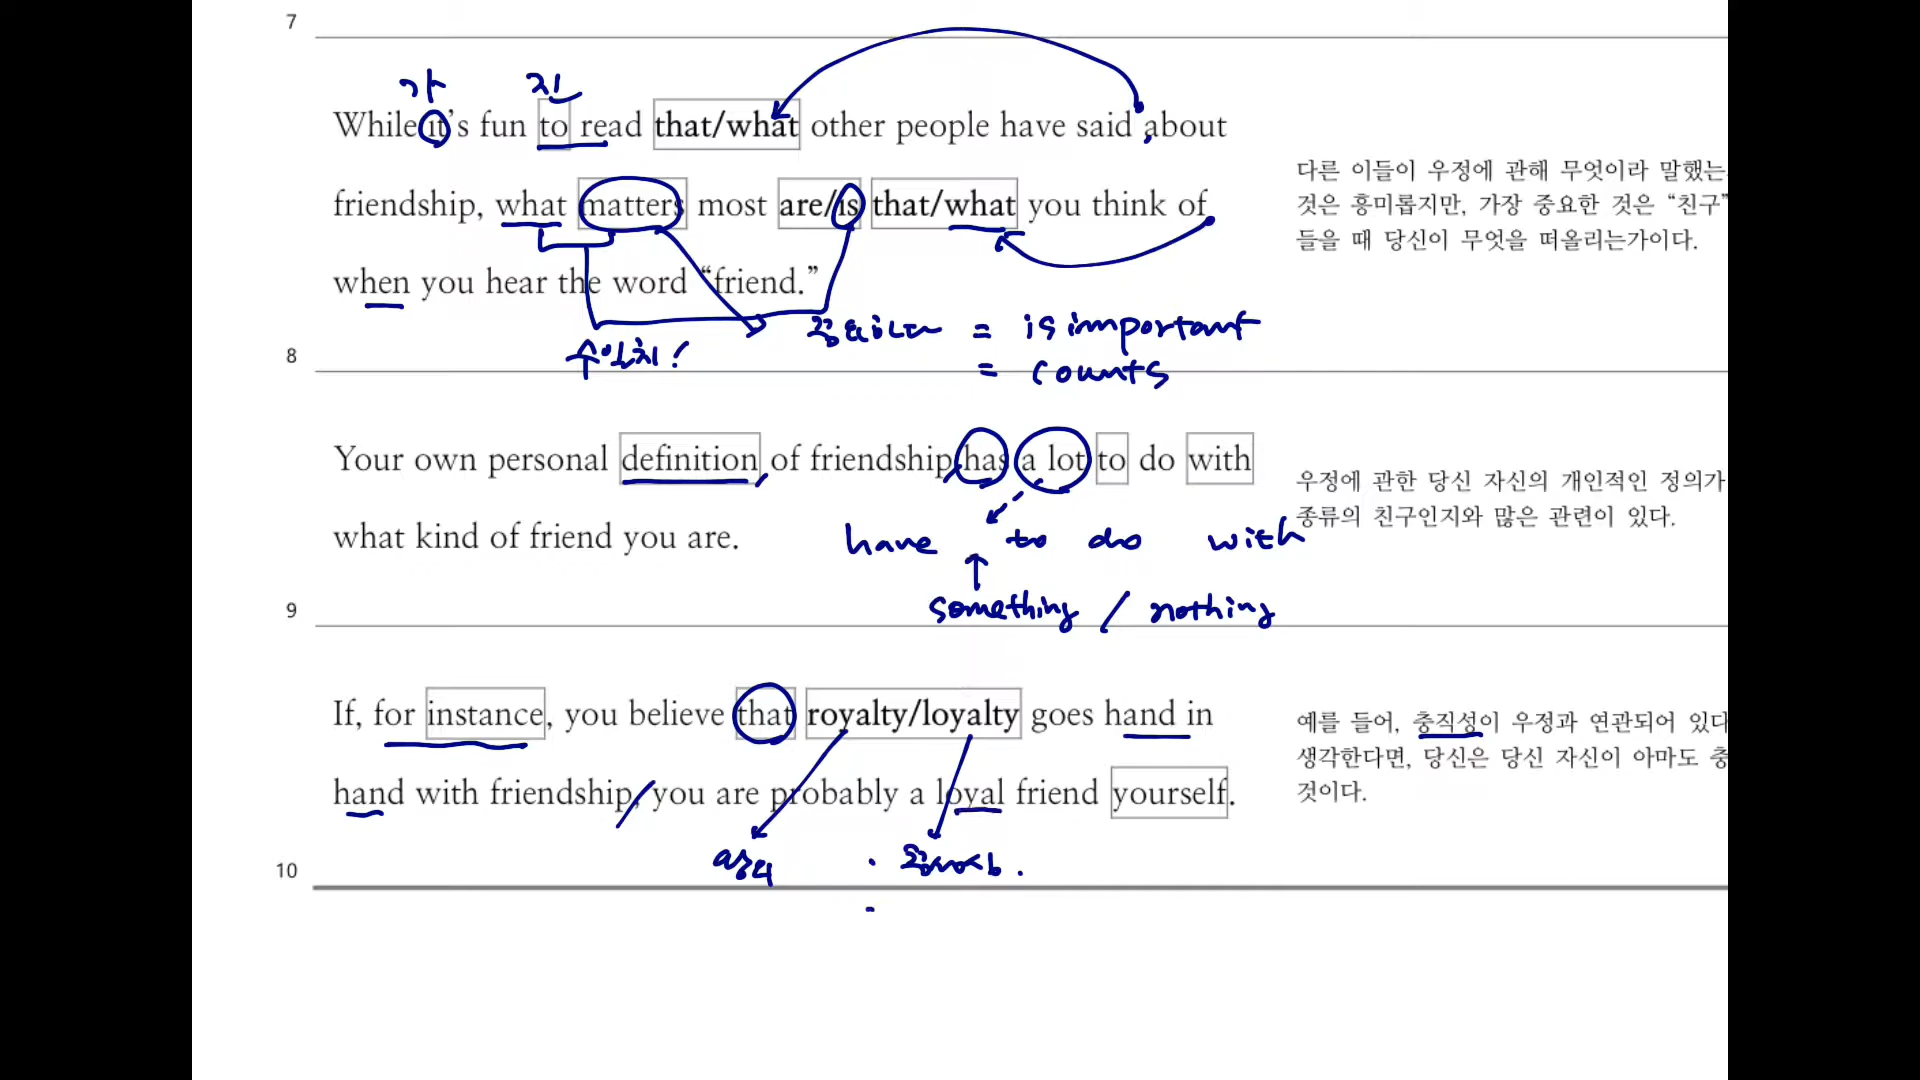 7
가 진
While it's fun to read that/what other people have said about
friendship, what matters most are/is that/what you think of
when you hear the word “friend.”
다른 이들이 우정에 관해 무엇이라 말했는
것은 흥미롭지만, 가장 중요한 것은 “친구”
들을 때 당신이 무엇을 떠올리는가이다.
중요하다 = is important
수일치!
= counts
8
Your own personal definition of friendship has a lot to do with
what kind of friend you are.
우정에 관한 당신 자신의 개인적인 정의가
종류의 친구인지와 많은 관련이 있다.
have to do with
something / nothing
9
If, for instance, you believe that royalty/loyalty goes hand in
hand with friendship, you are probably a loyal friend yourself.
예를 들어, 충직성이 우정과 연관되어 있다
생각한다면, 당신은 당신 자신이 아마도 충
것이다.
10